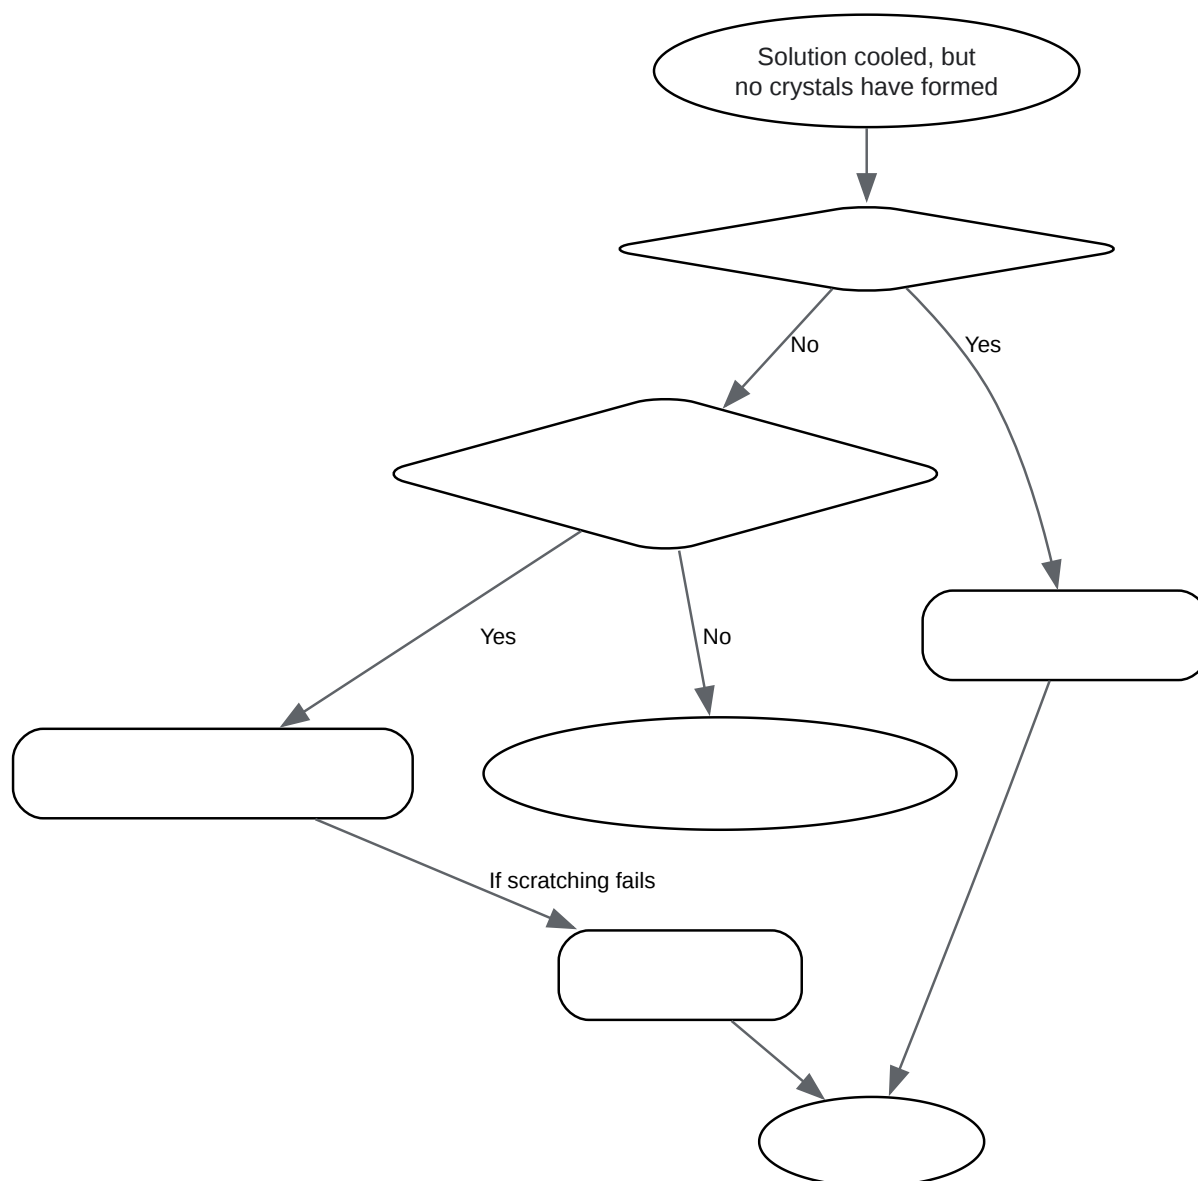 Solution cooled, but
no crystals have formed
No
Yes
Yes
No
If scratching fails